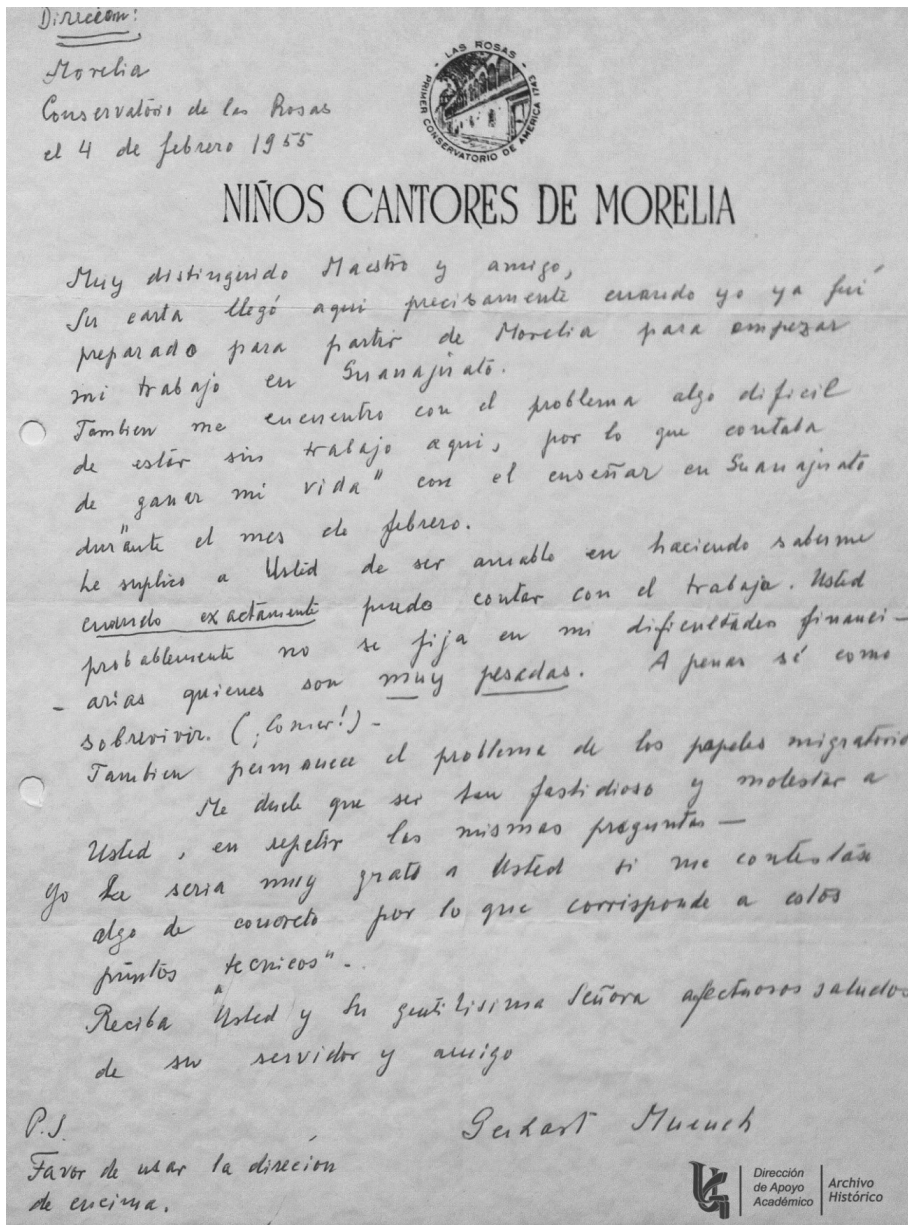 Direccion:
Morelia
Conservatorio de las Rosas
el 4 de febrero 1955
LAS ROSAS - 1743
PRIMER CONSERVATORIO DE AMERICA
NIÑOS CANTORES DE MORELIA
Muy distinguido Maestro y amigo,
Su carta llegó aqui precisamente cuando yo ya fuí
preparado para partir de Morelia para empezar
mi trabajo en Guanajuato.
Tambien me encuentro con el problema algo dificil
de estár sin trabajo aqui, por lo que contaba
de „ganar mi vida" con el enseñar en Guanajuato
durante el mes de febrero.
Le suplico a Usted de ser amable en haciendo saberme
cuando exactamente puedo contar con el trabajo. Usted
probablemente no se fija en mi dificultades financi-
- arias quienes son muy pesadas. A penas sé como
sobrevivir. (¡Comer!) -
Tambien permanece el problema de los papeles migratorio
Me duele que ser tan fastidioso y molestar a
Usted, en repetir las mismas preguntas -
Yo Le seria muy grato a Usted si me contestase
algo de concreto por lo que corrisponde a estos
puntos „tecnicos" -.
Reciba Usted y Su gentilisima Señora afectuosos saludos
de su servidor y amigo
Gerhart Muench
P.S.
Favor de usar la direcion
de encima.
UG
Dirección
de Apoyo
Académico
Archivo
Histórico